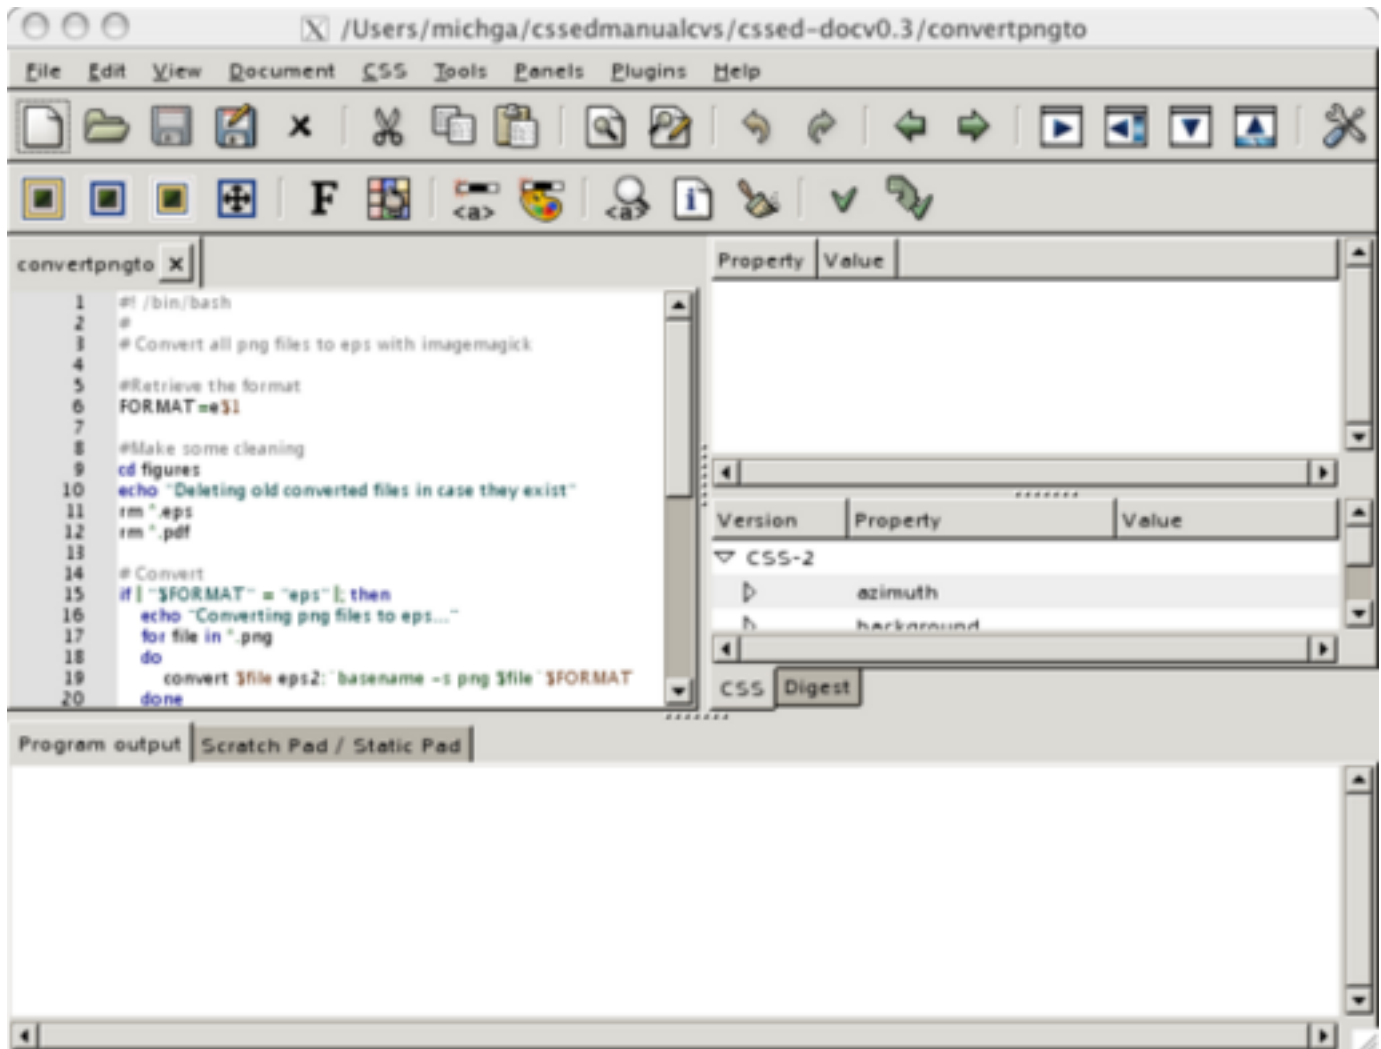 /Users/michga/cssedmanualcvs/cssed-docv0.3/convertpngto
File Edit View Document CSS Tools Panels Plugins Help
F
<a>
<a>
i
convertpngto x
1 #! /bin/bash
2 #
3 # Convert all png files to eps with imagemagick
4
5 #Retrieve the format
6 FORMAT=e$1
7
8 #Make some cleaning
9 cd figures
10 echo "Deleting old converted files in case they exist"
11 rm *.eps
12 rm *.pdf
13
14 # Convert
15 if [ "$FORMAT" = "eps" ]; then
16 echo "Converting png files to eps..."
17 for file in *.png
18 do
19 convert $file eps2:`basename -s png $file`$FORMAT
20 done
Property Value
Version Property Value
CSS-2
azimuth
background
CSS Digest
Program output Scratch Pad / Static Pad